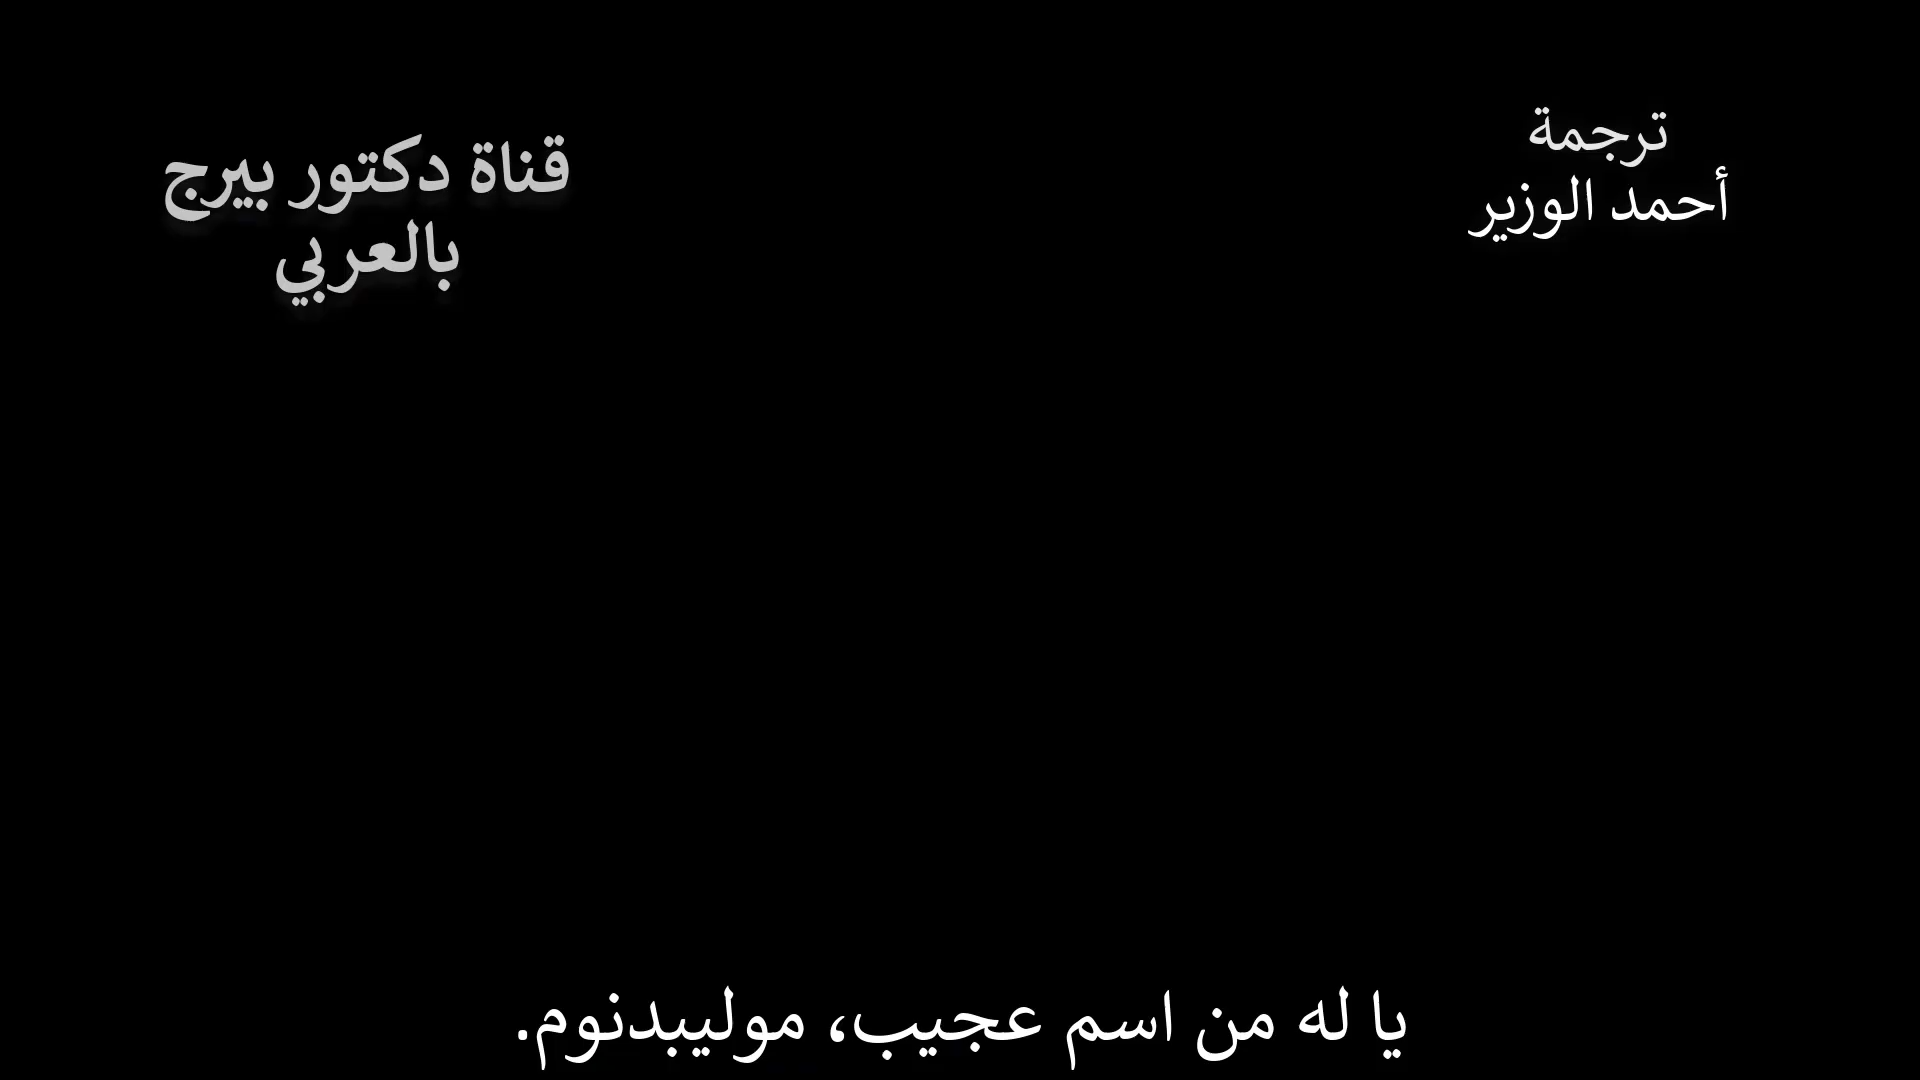 ترجمة
أحمد الوزير
قناة دكتور بيرج
بالعربي
يا له من اسم عجيب، موليبدنوم.